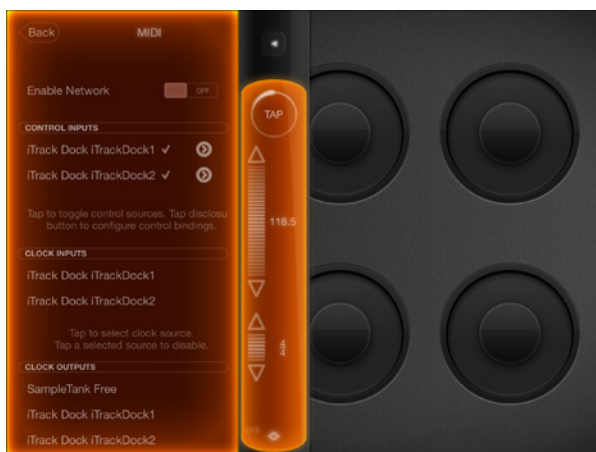 Back
MIDI
Enable Network
OFF
CONTROL INPUTS
iTrack Dock iTrackDock1 ✓
iTrack Dock iTrackDock2 ✓
Tap to toggle control sources. Tap disclosu
button to configure control bindings.
CLOCK INPUTS
iTrack Dock iTrackDock1
iTrack Dock iTrackDock2
Tap to select clock source.
Tap a selected source to disable.
CLOCK OUTPUTS
SampleTank Free
iTrack Dock iTrackDock1
iTrack Dock iTrackDock2
TAP
118.5